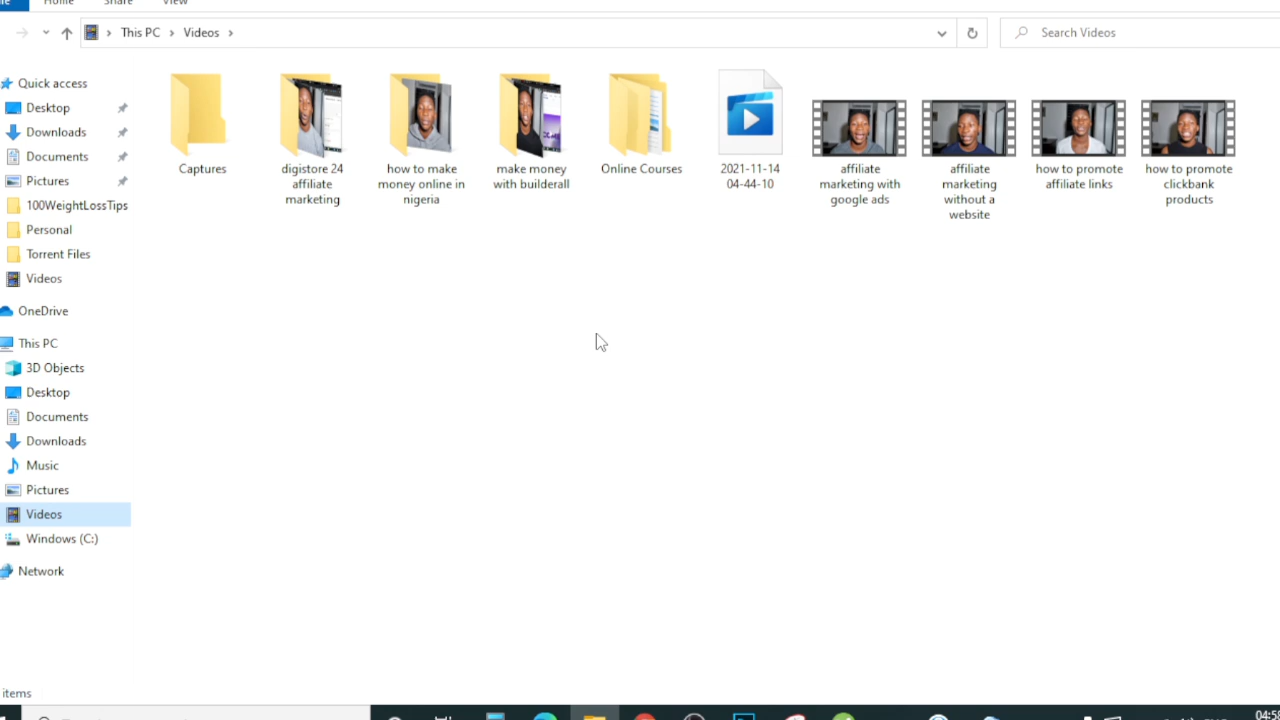 Home Share View
This PC > Videos >
Search Videos
Quick access
Desktop
Downloads
Documents
Pictures
100WeightLossTips
Personal
Torrent Files
Videos
OneDrive
This PC
3D Objects
Desktop
Documents
Downloads
Music
Pictures
Videos
Windows (C:)
Network
Captures
digistore 24
affiliate
marketing
how to make
money online in
nigeria
make money
with builderall
Online Courses
2021-11-14
04-44-10
affiliate
marketing with
google ads
affiliate
marketing
without a
website
how to promote
affiliate links
how to promote
clickbank
products
items